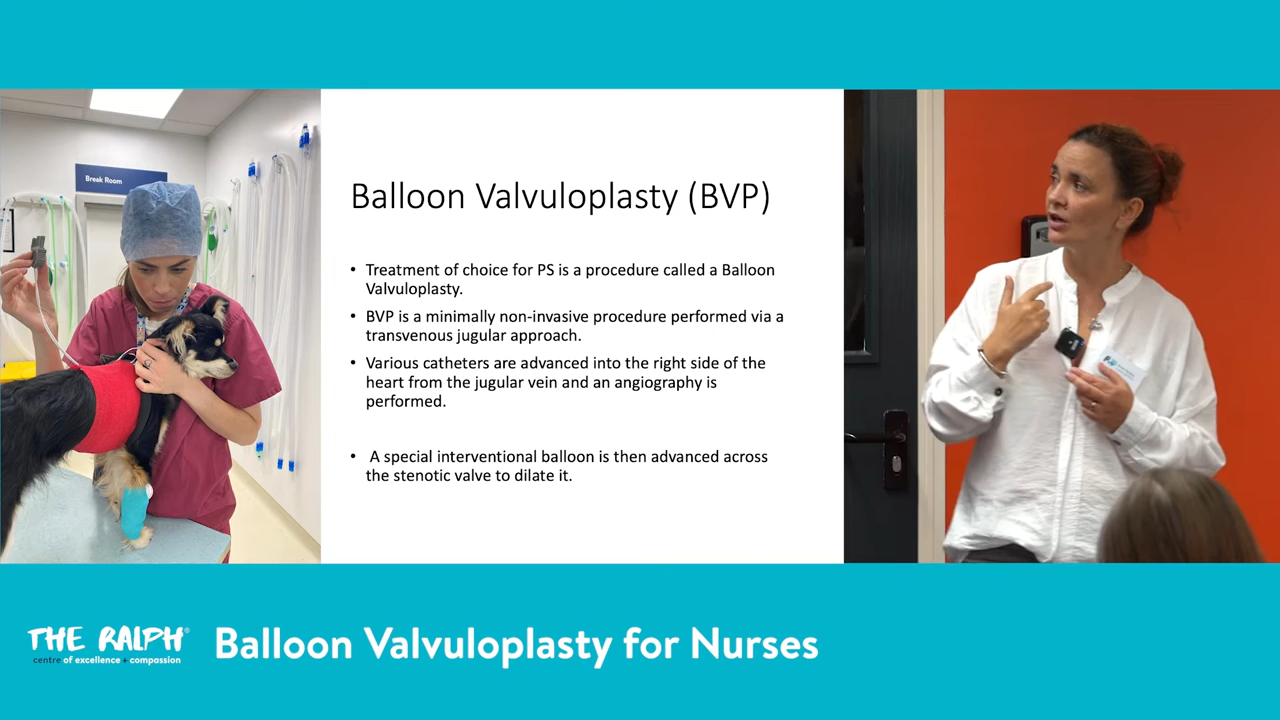 Break Room
Balloon Valvuloplasty (BVP)
• Treatment of choice for PS is a procedure called a Balloon
Valvuloplasty.
• BVP is a minimally non-invasive procedure performed via a
transvenous jugular approach.
• Various catheters are advanced into the right side of the
heart from the jugular vein and an angiography is
performed.
• A special interventional balloon is then advanced across
the stenotic valve to dilate it.
THE RALPH®
centre of excellence + compassion
Balloon Valvuloplasty for Nurses